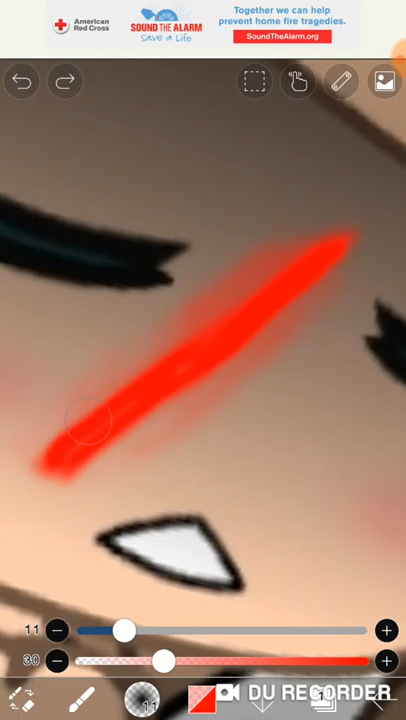 American
Red Cross
SOUND THE ALARM
Save a Life
Together we can help
prevent home fire tragedies.
SoundTheAlarm.org
11
30
11
1
DU RECORDER